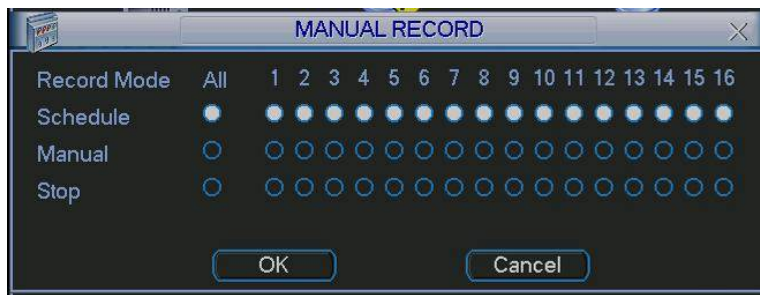 MANUAL RECORD
Record Mode All 1 2 3 4 5 6 7 8 9 10 11 12 13 14 15 16
Schedule
Manual
Stop
OK Cancel